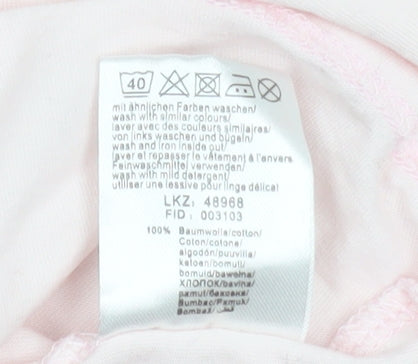 40
mit ähnlichen Farben waschen/
wash with similar colours/
laver avec des couleurs similaires/
von links waschen und bügeln/
wash and iron inside out/
laver et repasser le vêtement à l'envers
Feinwaschmittel verwenden/
wash with mild detergent/
utiliser une lessive pour linge délicat
LKZ: 48968
FID: 003103
100% Baumwolle/cotton/
Coton/cotone/
algodón/puuvilla/
katoen/bomull/
bomuld/bawełna/
ХЛОПОК/bavlna/
pamut/бамбажна/
Bumbac/Pamuk/
Bombaž/قطن